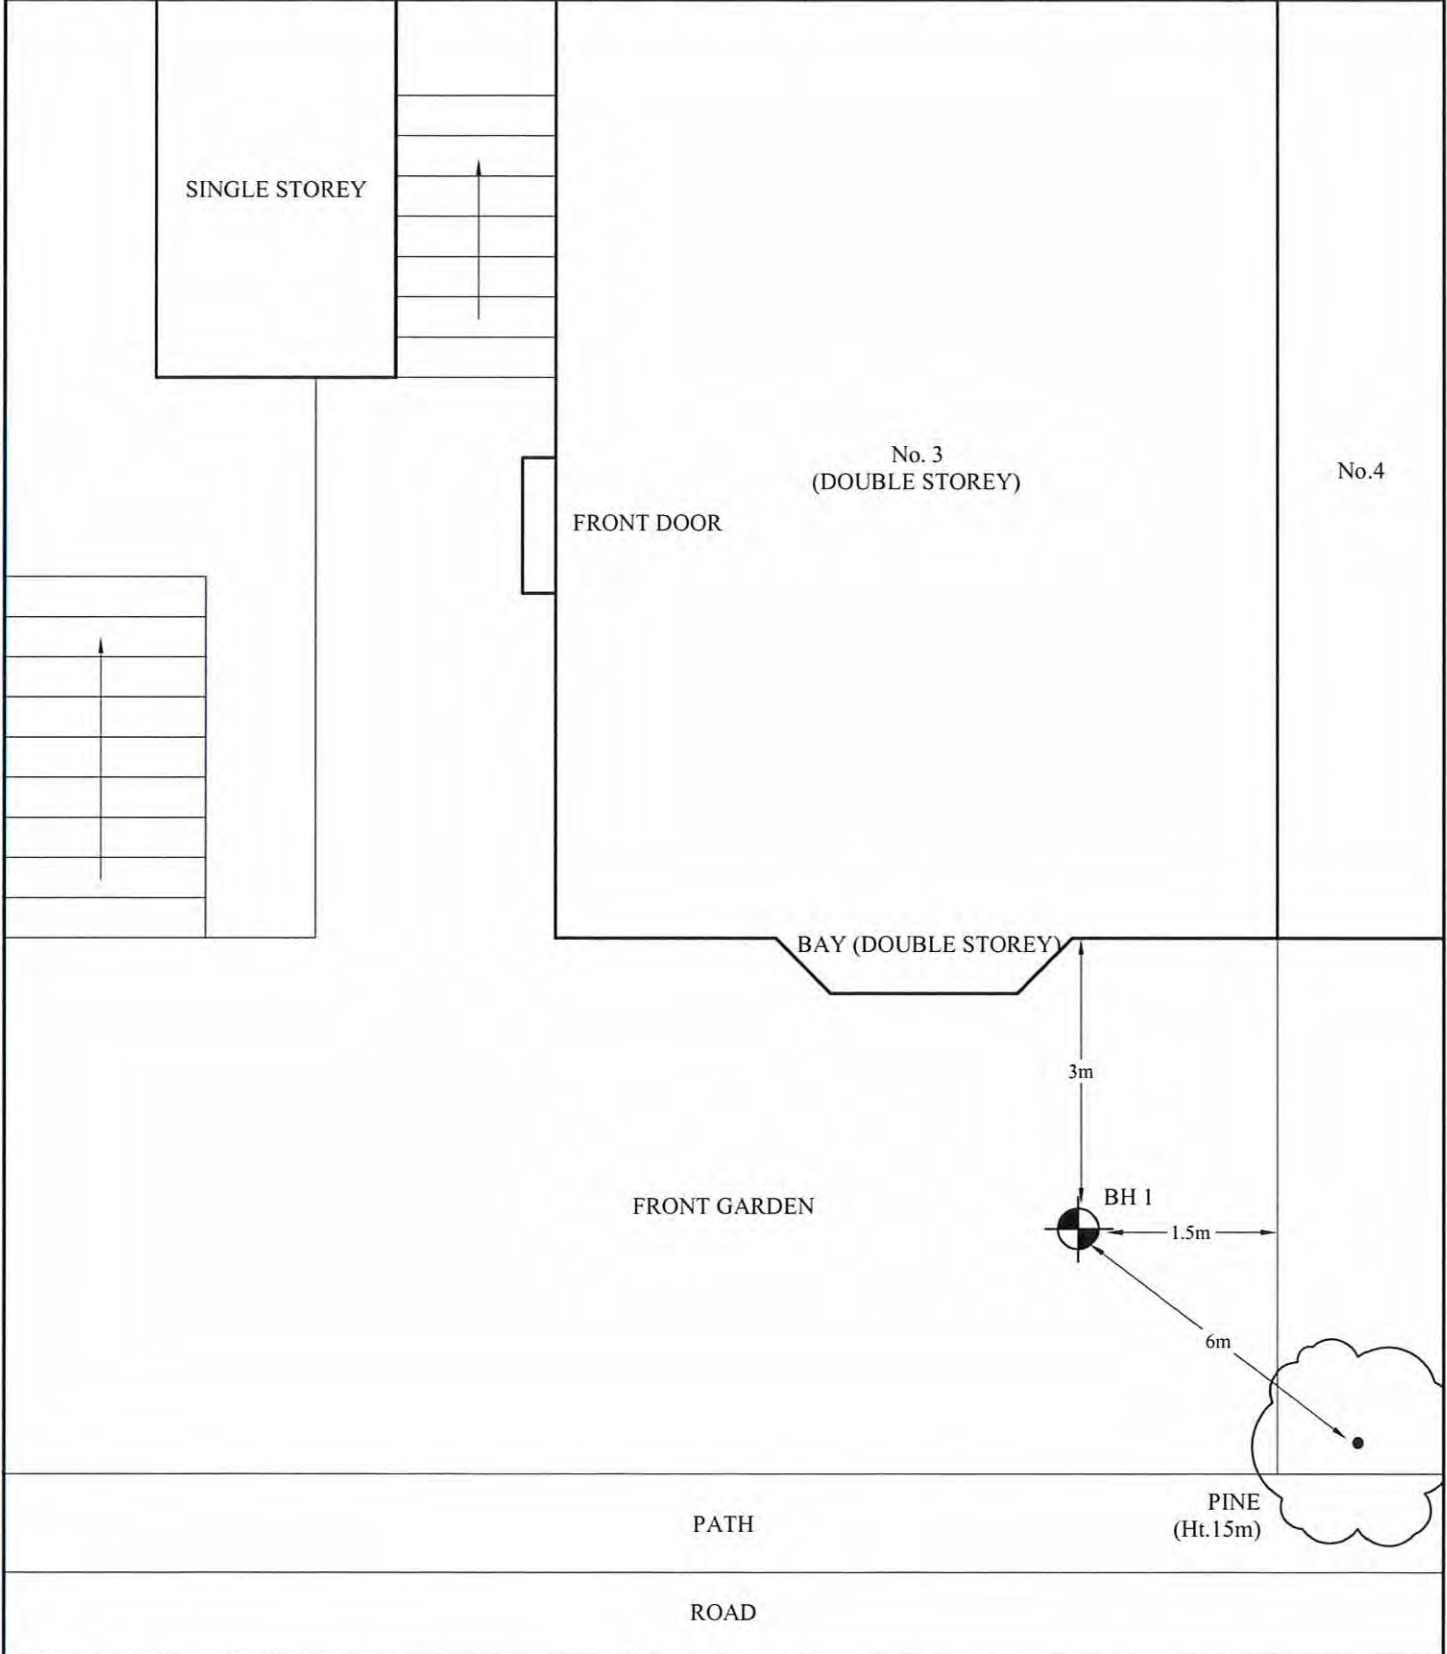 SINGLE STOREY
No. 3
(DOUBLE STOREY)
No.4
FRONT DOOR
BAY (DOUBLE STOREY)
3m
BH 1
FRONT GARDEN
1.5m
6m
PINE
(Ht.15m)
PATH
ROAD